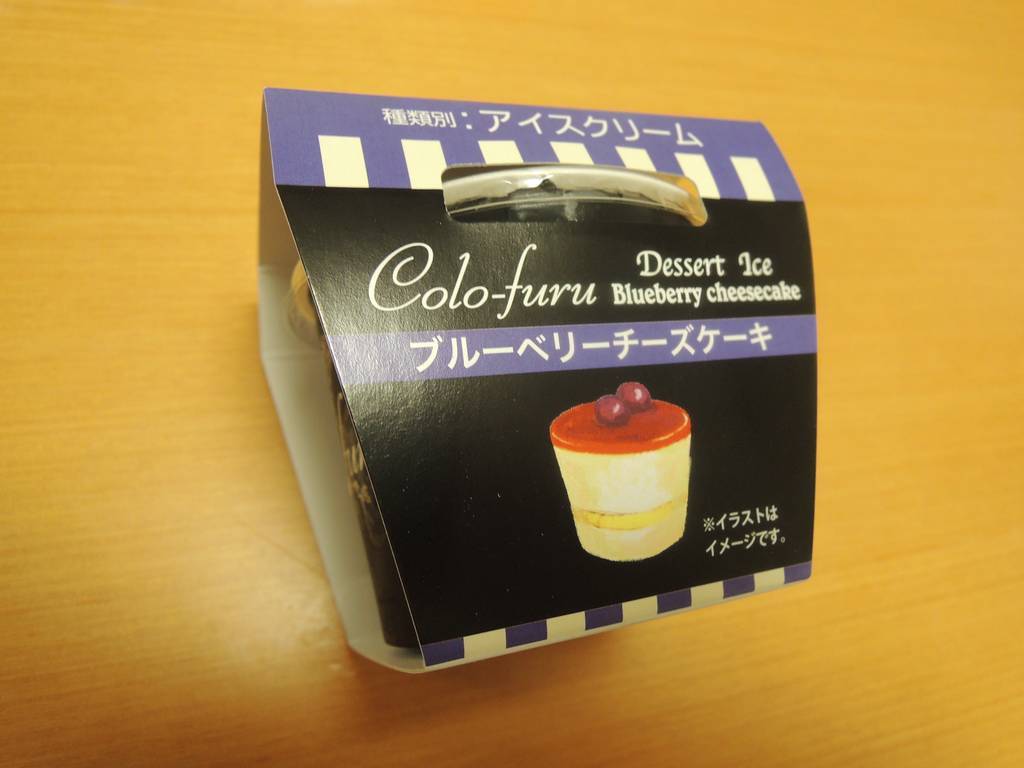 種類別：アイスクリーム
Colo-furu
Dessert Ice
Blueberry cheesecake
ブルーベリーチーズケーキ
※イラストは
イメージです。